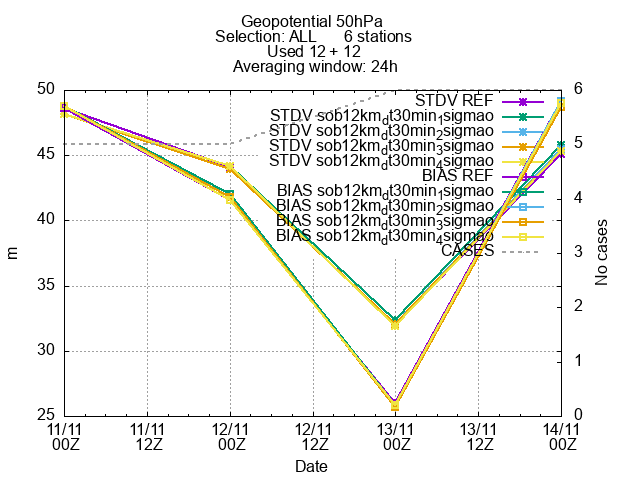 Geopotential 50hPa
Selection: ALL 6 stations
Used 12 + 12
Averaging window: 24h
50
45
40
35
30
25
m
6
5
4
3
2
1
0
No cases
STDV REF
STDV sob12km_dt30min_1sigmao
STDV sob12km_dt30min_2sigmao
STDV sob12km_dt30min_3sigmao
STDV sob12km_dt30min_4sigmao
BIAS REF
BIAS sob12km_dt30min_1sigmao
BIAS sob12km_dt30min_2sigmao
BIAS sob12km_dt30min_3sigmao
BIAS sob12km_dt30min_4sigmao
CASES
11/11 11/11 12/11 12/11 13/11 13/11 14/11
00Z 12Z 00Z 12Z 00Z 12Z 00Z
Date